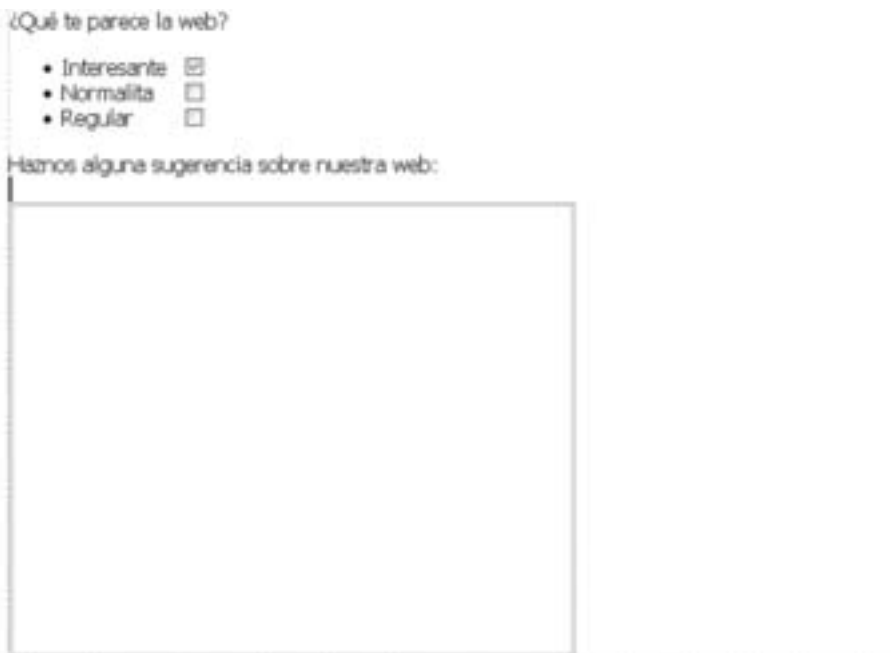 ¿Qué te parece la web?
• Interesante
• Normalita
• Regular
Haznos alguna sugerencia sobre nuestra web: